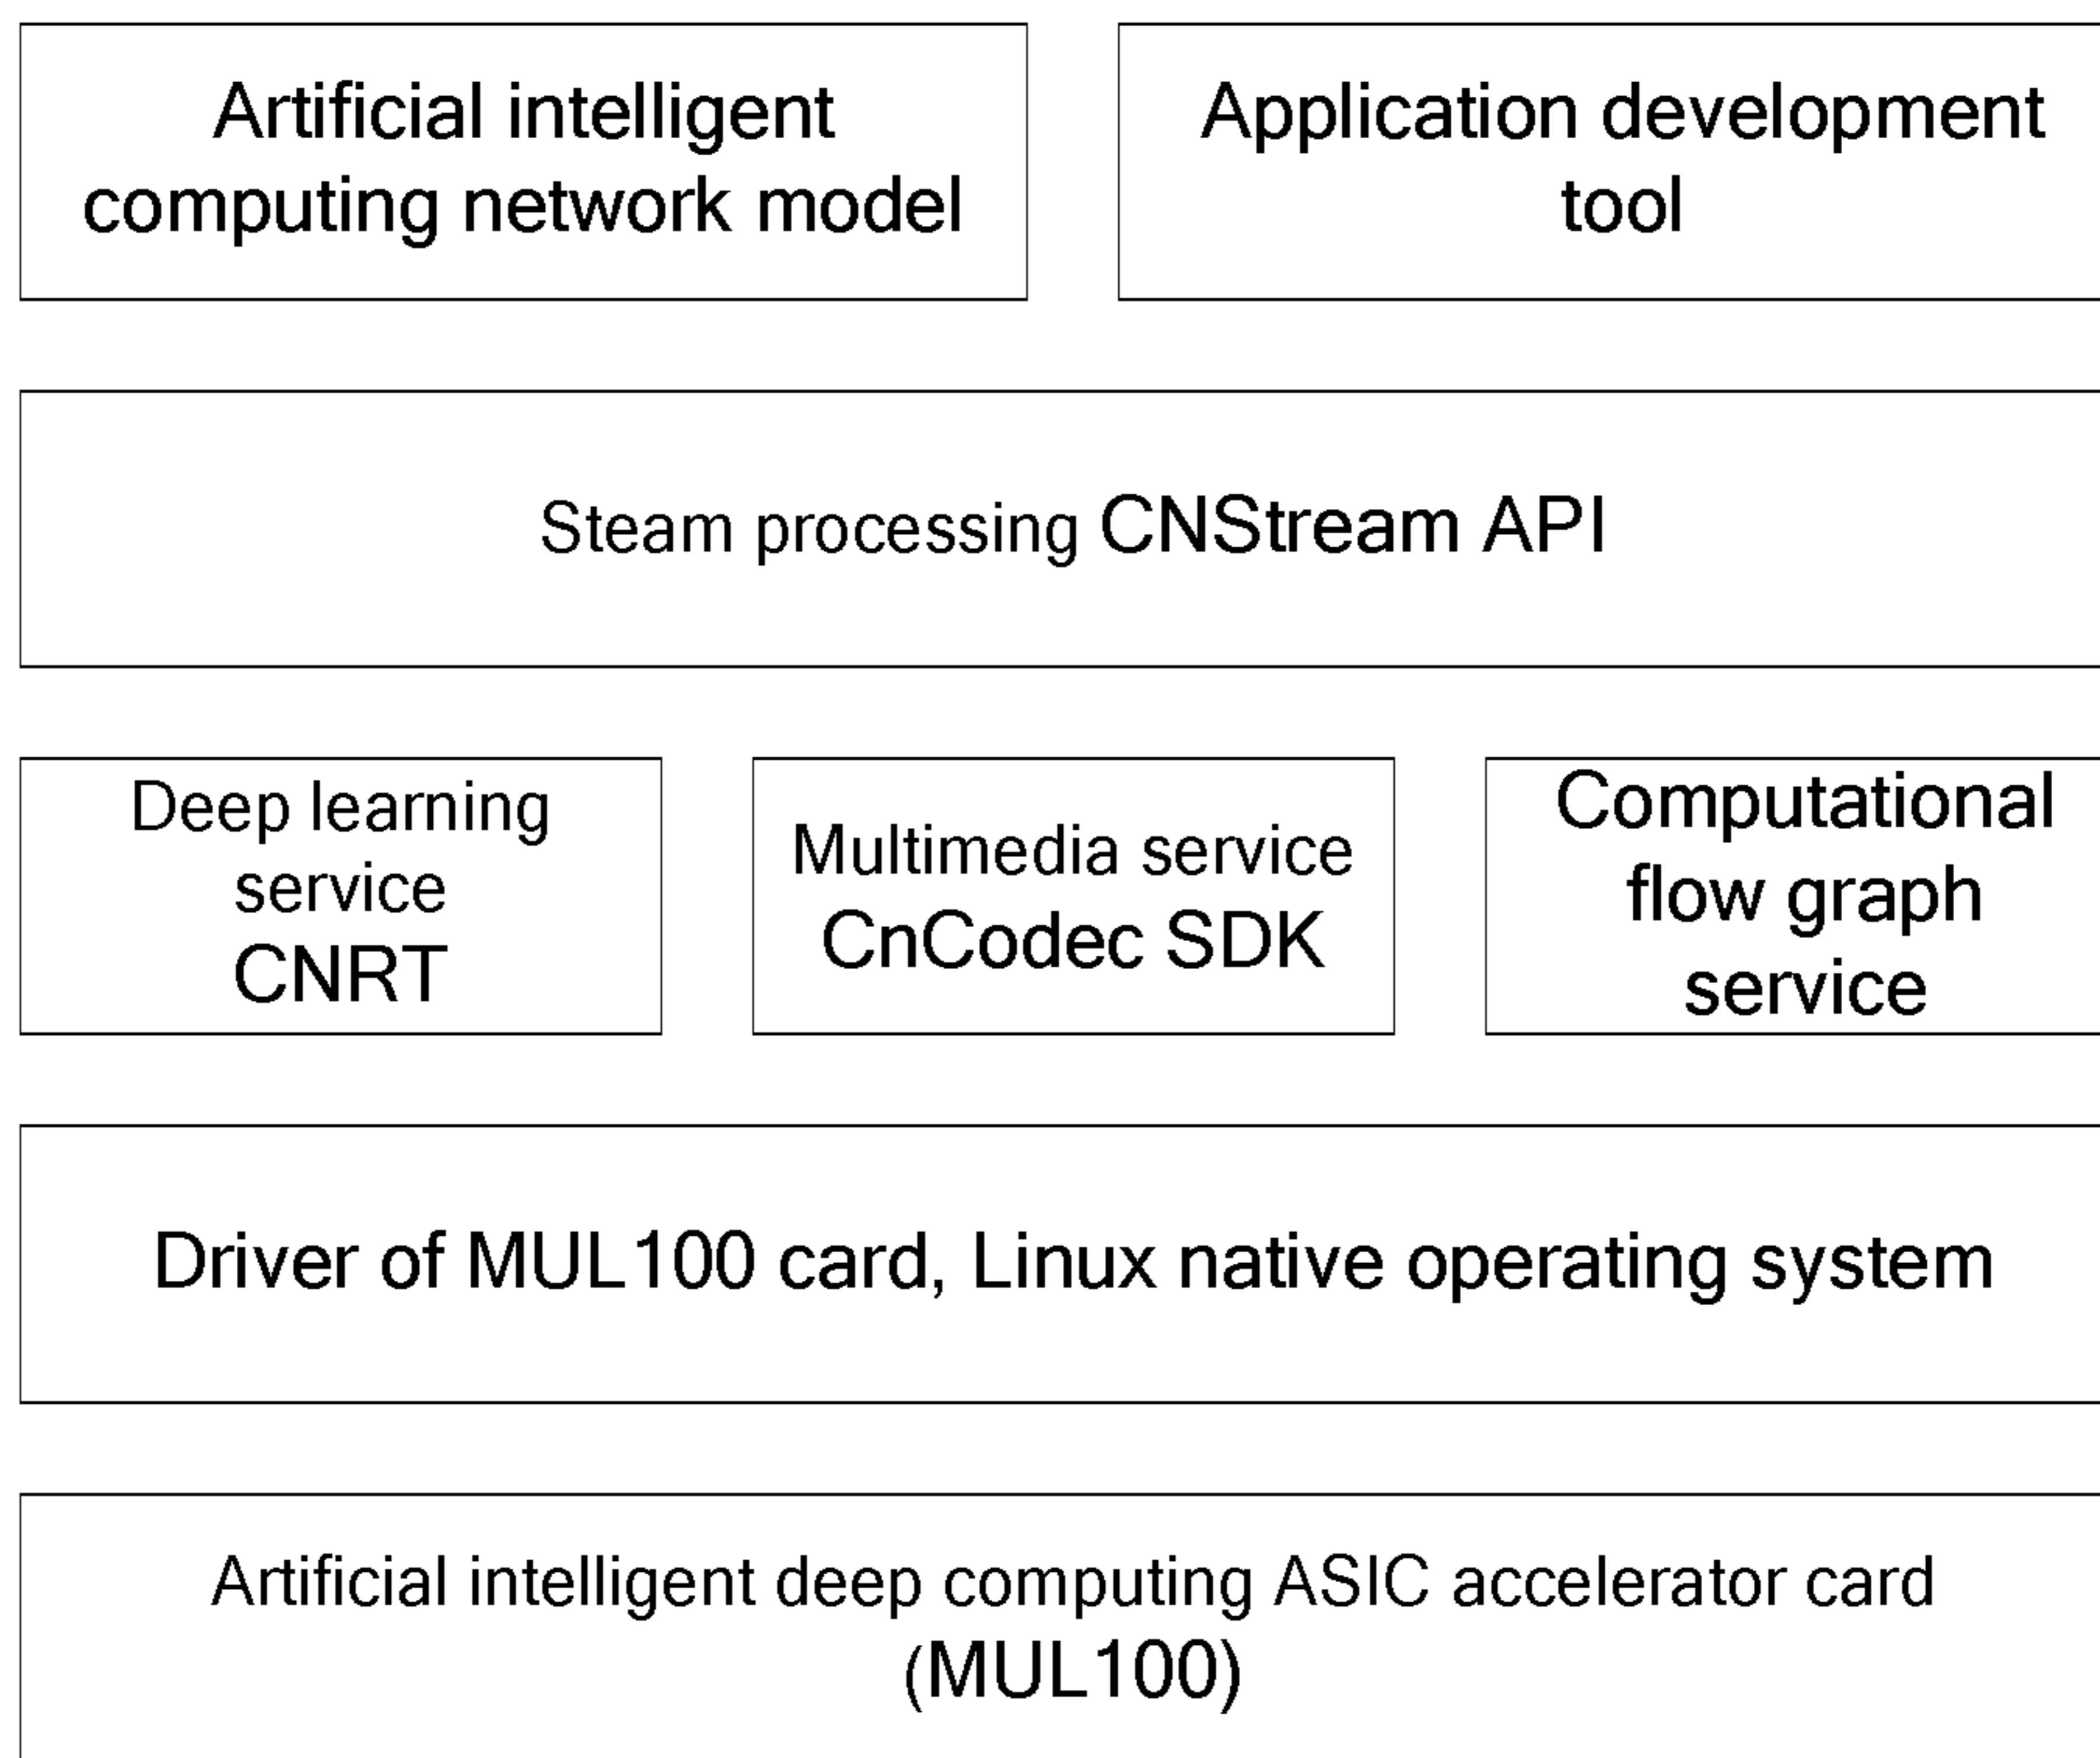 Artificial intelligent
computing network model
Application development
tool
Steam processing CNStream API
Deep learning
service
CNRT
Multimedia service
CnCodec SDK
Computational
flow graph
service
Driver of MUL100 card, Linux native operating system
Artificial intelligent deep computing ASIC accelerator card
(MUL100)